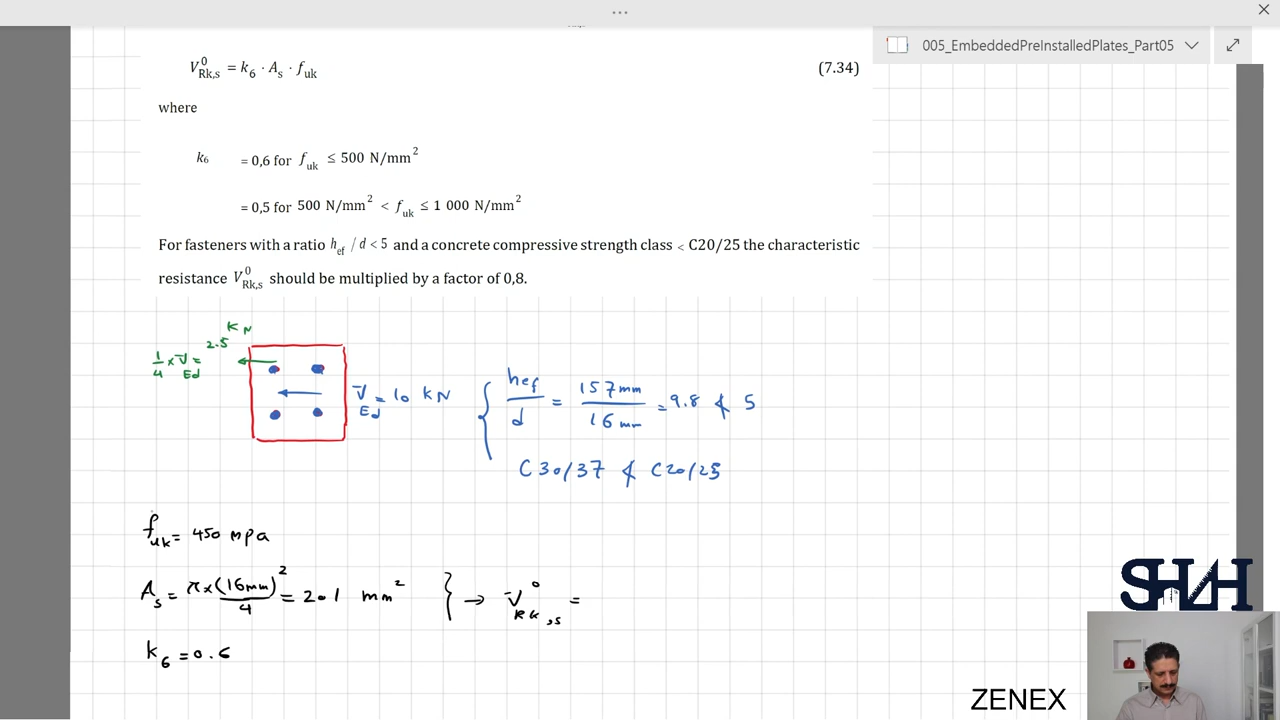 005_EmbeddedPreInstalledPlates_Part05
V⁰Rk,s = k6 · As · fuk (7.34)
where
k6 = 0,6 for fuk ≤ 500 N/mm²
= 0,5 for 500 N/mm² < fuk ≤ 1 000 N/mm²
For fasteners with a ratio hef / d < 5 and a concrete compressive strength class < C20/25 the characteristic
resistance V⁰Rk,s should be multiplied by a factor of 0,8.
1/4 × VEd = 2.5 KN
VEd = 10 KN
hef/d = 157mm/16mm = 9.8 ≮ 5
C30/37 ≮ C20/25
fuk = 450 mpa
As = π×(16mm)²/4 = 201 mm² } → V⁰Rk,s =
k6 = 0.6
SHZH
ZENEX